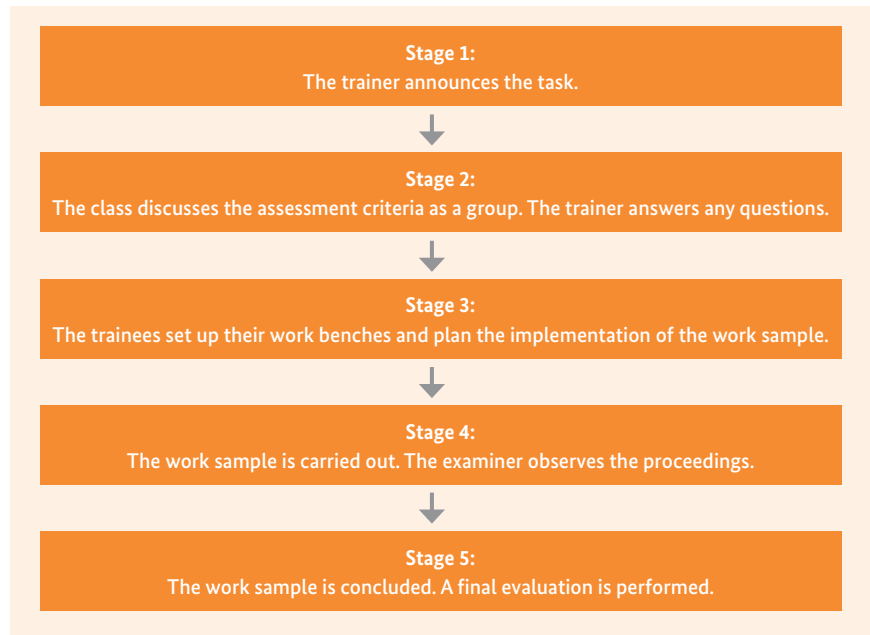 Stage 1:
The trainer announces the task.
Stage 2:
The class discusses the assessment criteria as a group. The trainer answers any questions.
Stage 3:
The trainees set up their work benches and plan the implementation of the work sample.
Stage 4:
The work sample is carried out. The examiner observes the proceedings.
Stage 5:
The work sample is concluded. A final evaluation is performed.